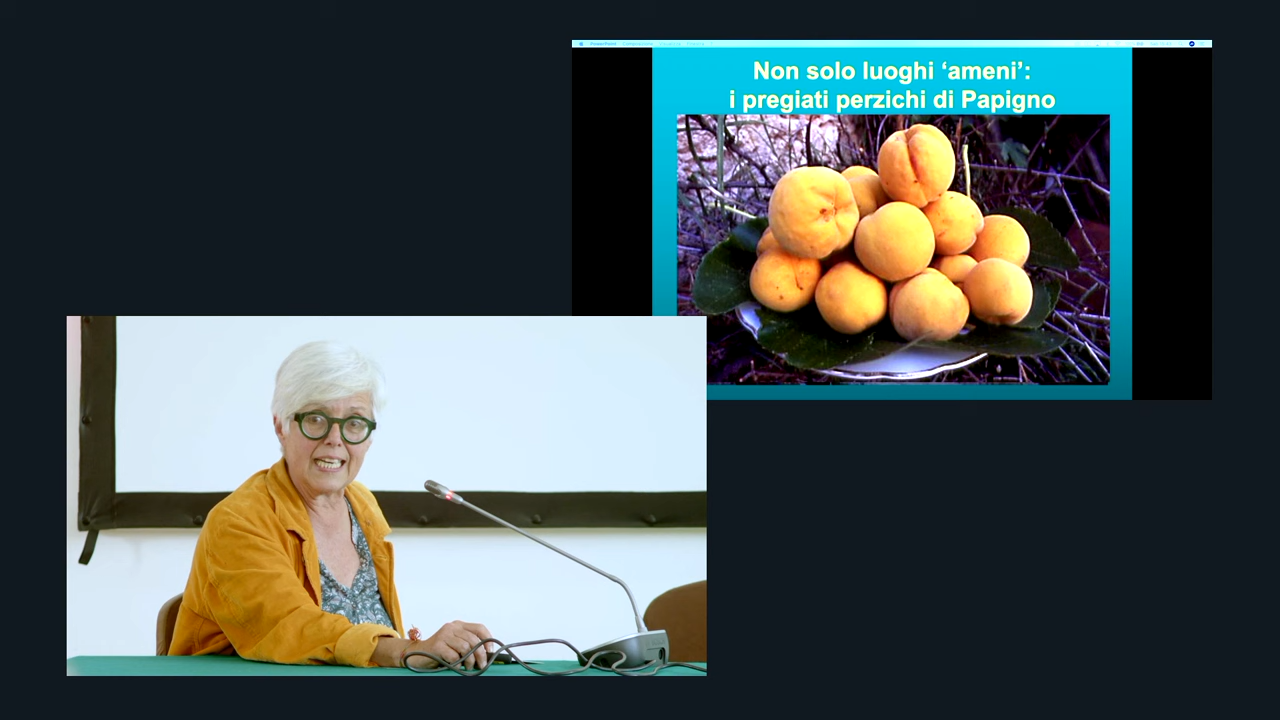 Non solo luoghi ‘ameni’:
i pregiati perzichi di Papigno